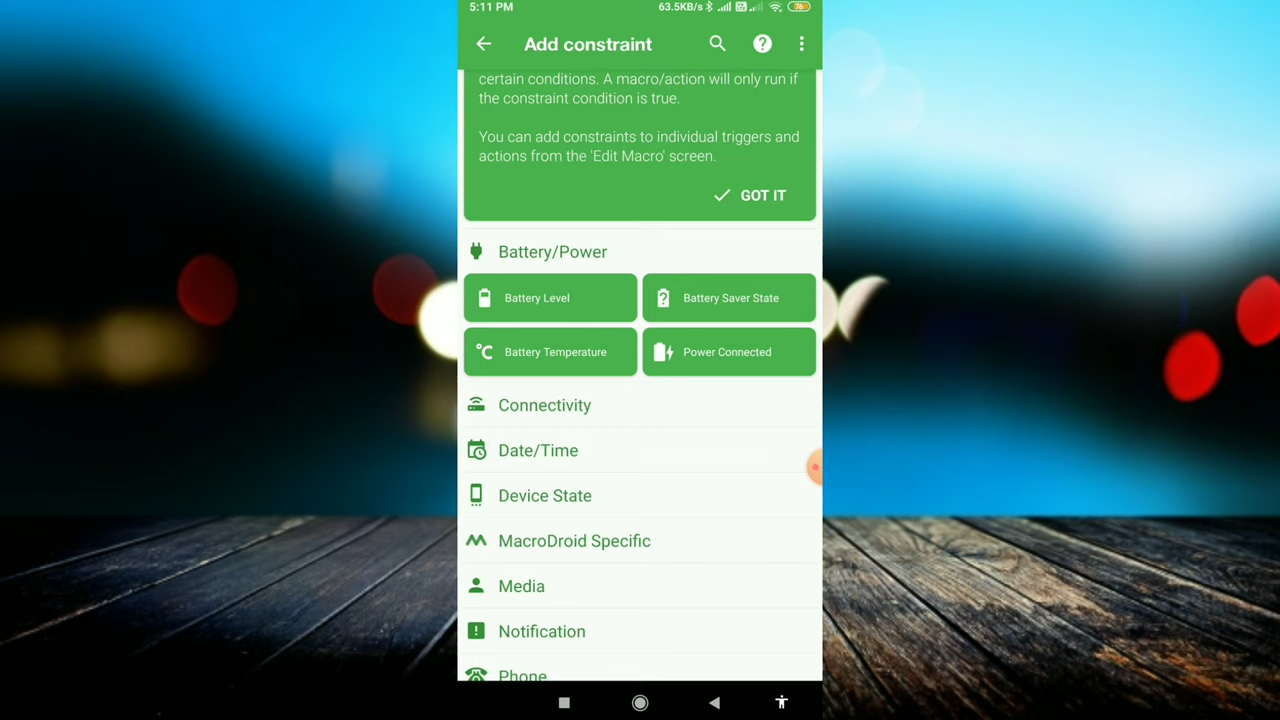 5:11 PM
63.5KB/s
76
Add constraint
certain conditions. A macro/action will only run if
the constraint condition is true.
You can add constraints to individual triggers and
actions from the 'Edit Macro' screen.
GOT IT
Battery/Power
Battery Level
Battery Saver State
°C Battery Temperature
Power Connected
Connectivity
Date/Time
Device State
MacroDroid Specific
Media
Notification
Phone